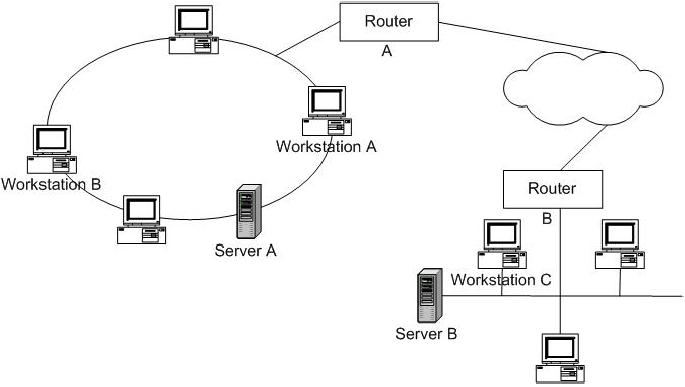 Router
A
Workstation A
Workstation B
Server A
Router
B
Workstation C
Server B